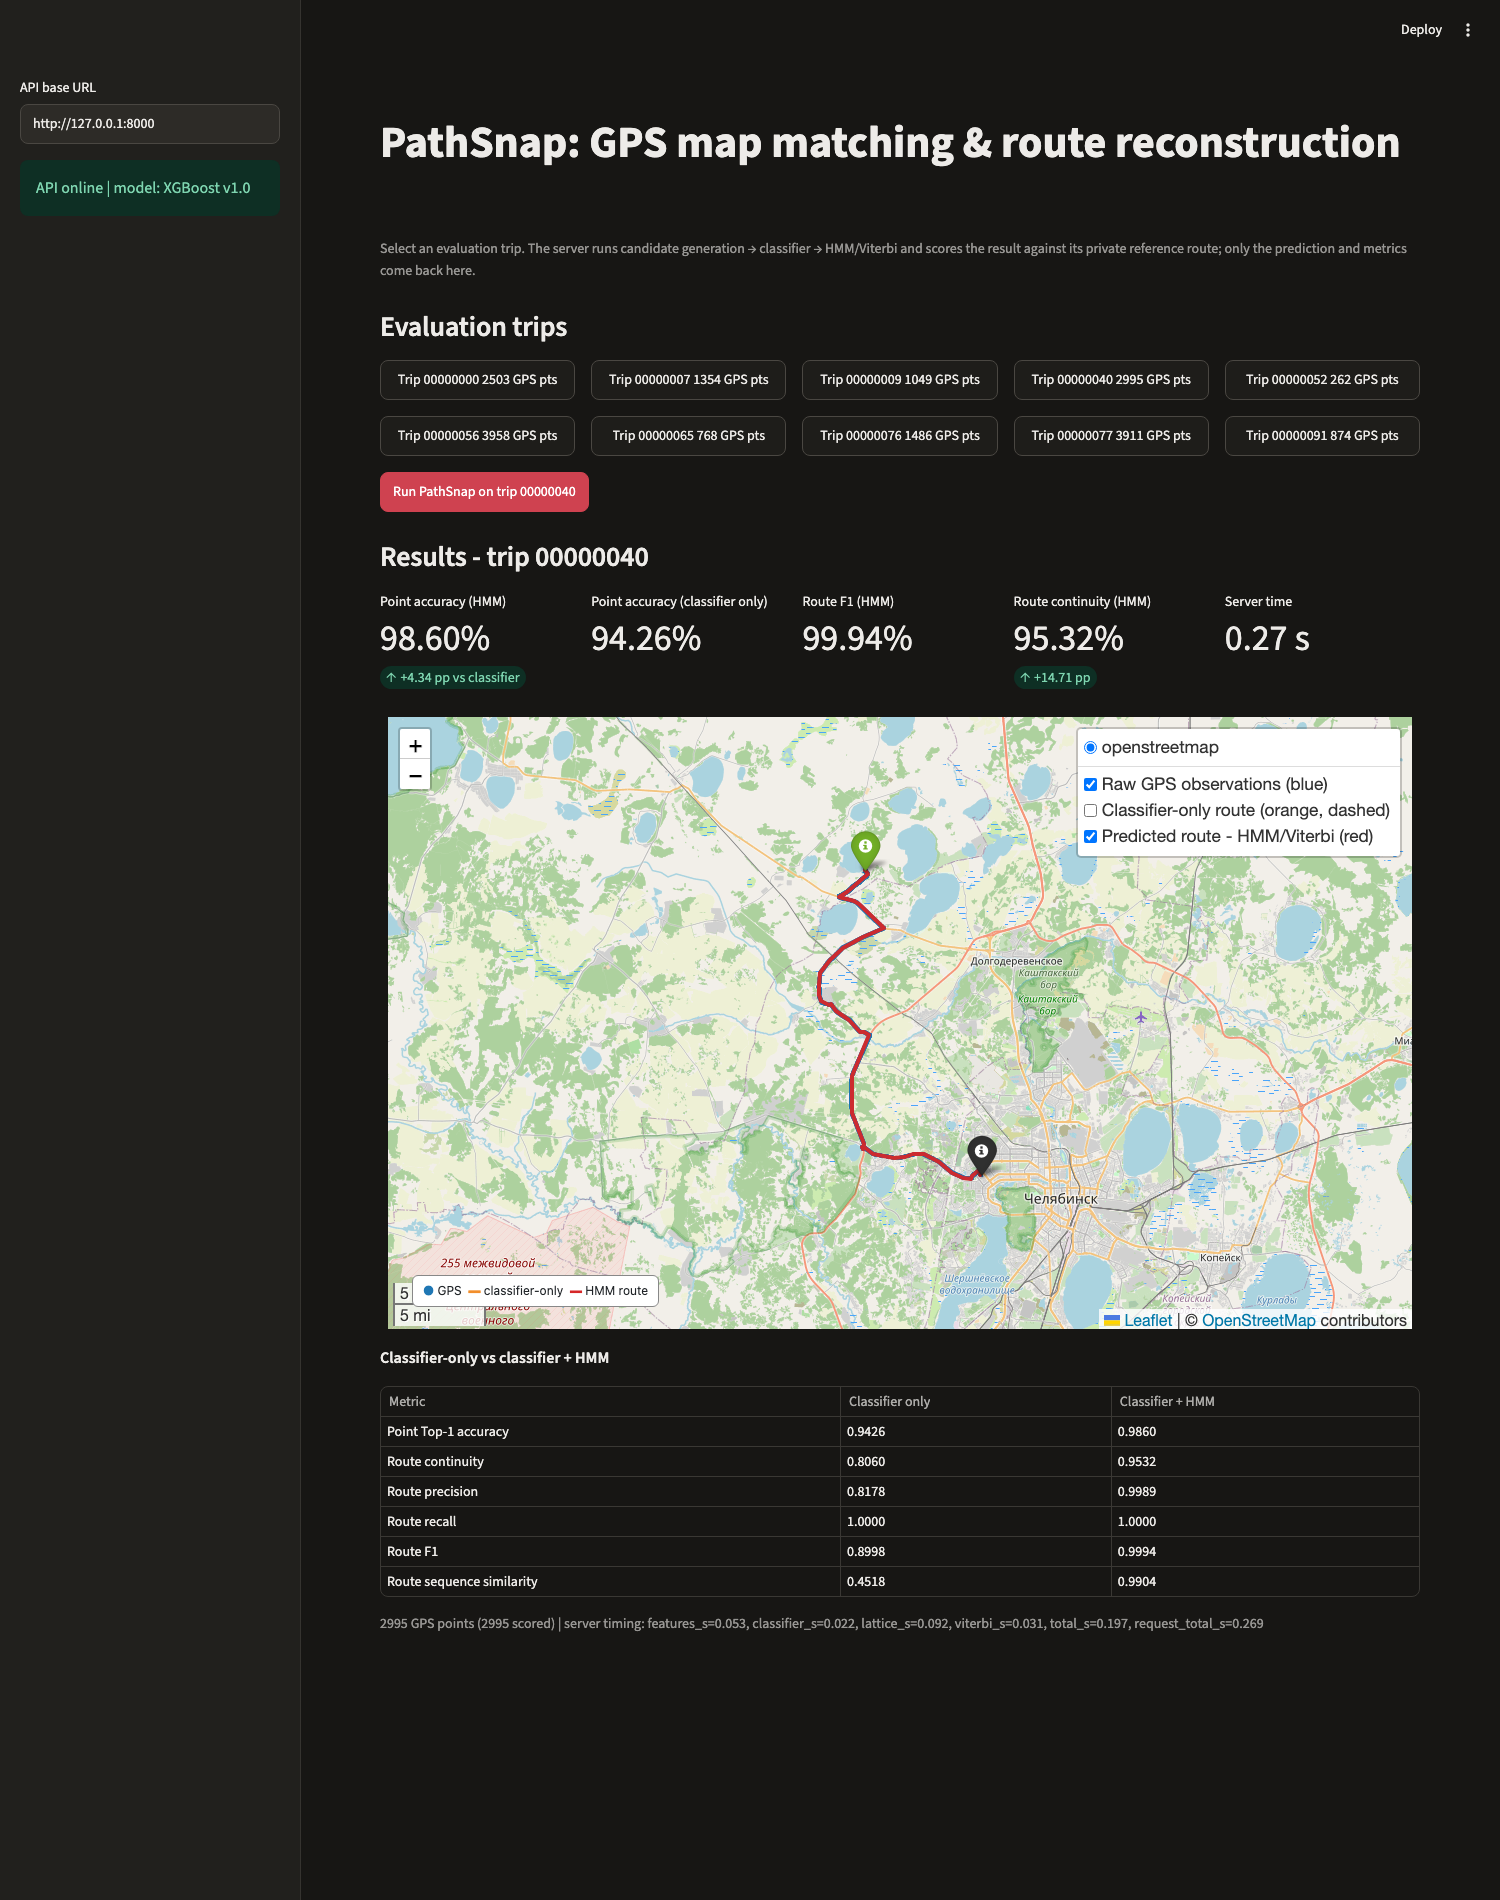 Deploy
API base URL
http://127.0.0.1:8000
API online | model: XGBoost v1.0
PathSnap: GPS map matching & route reconstruction
Select an evaluation trip. The server runs candidate generation → classifier → HMM/Viterbi and scores the result against its private reference route; only the prediction and metrics
come back here.
Evaluation trips
Trip 00000000 2503 GPS pts
Trip 00000007 1354 GPS pts
Trip 00000009 1049 GPS pts
Trip 00000040 2995 GPS pts
Trip 00000052 262 GPS pts
Trip 00000056 3958 GPS pts
Trip 00000065 768 GPS pts
Trip 00000076 1486 GPS pts
Trip 00000077 3911 GPS pts
Trip 00000091 874 GPS pts
Run PathSnap on trip 00000040
Results - trip 00000040
Point accuracy (HMM)
98.60%
↑ +4.34 pp vs classifier
Point accuracy (classifier only)
94.26%
Route F1 (HMM)
99.94%
Route continuity (HMM)
95.32%
↑ +14.71 pp
Server time
0.27 s
+
−
openstreetmap
Raw GPS observations (blue)
Classifier-only route (orange, dashed)
Predicted route - HMM/Viterbi (red)
Долгодеревенское
Каштакский
бор
Каштакский
бор
Челябинск
Копейск
Шершнёвское
водохранилище
Копейский
Курлады
255 межвидовой
5
5 mi
GPS classifier-only HMM route
Leaflet | © OpenStreetMap contributors
Classifier-only vs classifier + HMM
Metric Classifier only Classifier + HMM
Point Top-1 accuracy 0.9426 0.9860
Route continuity 0.8060 0.9532
Route precision 0.8178 0.9989
Route recall 1.0000 1.0000
Route F1 0.8998 0.9994
Route sequence similarity 0.4518 0.9904
2995 GPS points (2995 scored) | server timing: features_s=0.053, classifier_s=0.022, lattice_s=0.092, viterbi_s=0.031, total_s=0.197, request_total_s=0.269